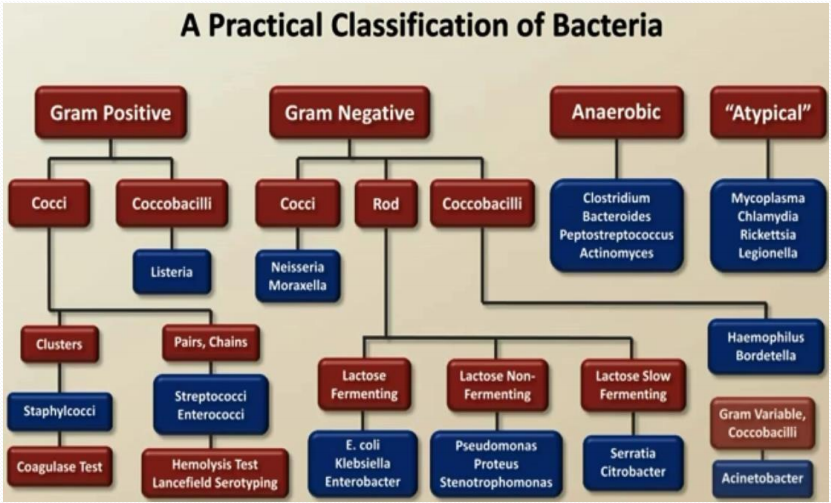 A Practical Classification of Bacteria
Gram Positive
Gram Negative
Anaerobic
“Atypical”
Cocci
Coccobacilli
Cocci
Rod
Coccobacilli
Clostridium
Bacteroides
Peptostreptococcus
Actinomyces
Mycoplasma
Chlamydia
Rickettsia
Legionella
Listeria
Neisseria
Moraxella
Clusters
Pairs, Chains
Haemophilus
Bordetella
Staphylcocci
Streptococci
Enterococci
Lactose
Fermenting
Lactose Non-
Fermenting
Lactose Slow
Fermenting
Gram Variable,
Coccobacilli
Coagulase Test
Hemolysis Test
Lancefield Serotyping
E. coli
Klebsiella
Enterobacter
Pseudomonas
Proteus
Stenotrophomonas
Serratia
Citrobacter
Acinetobacter